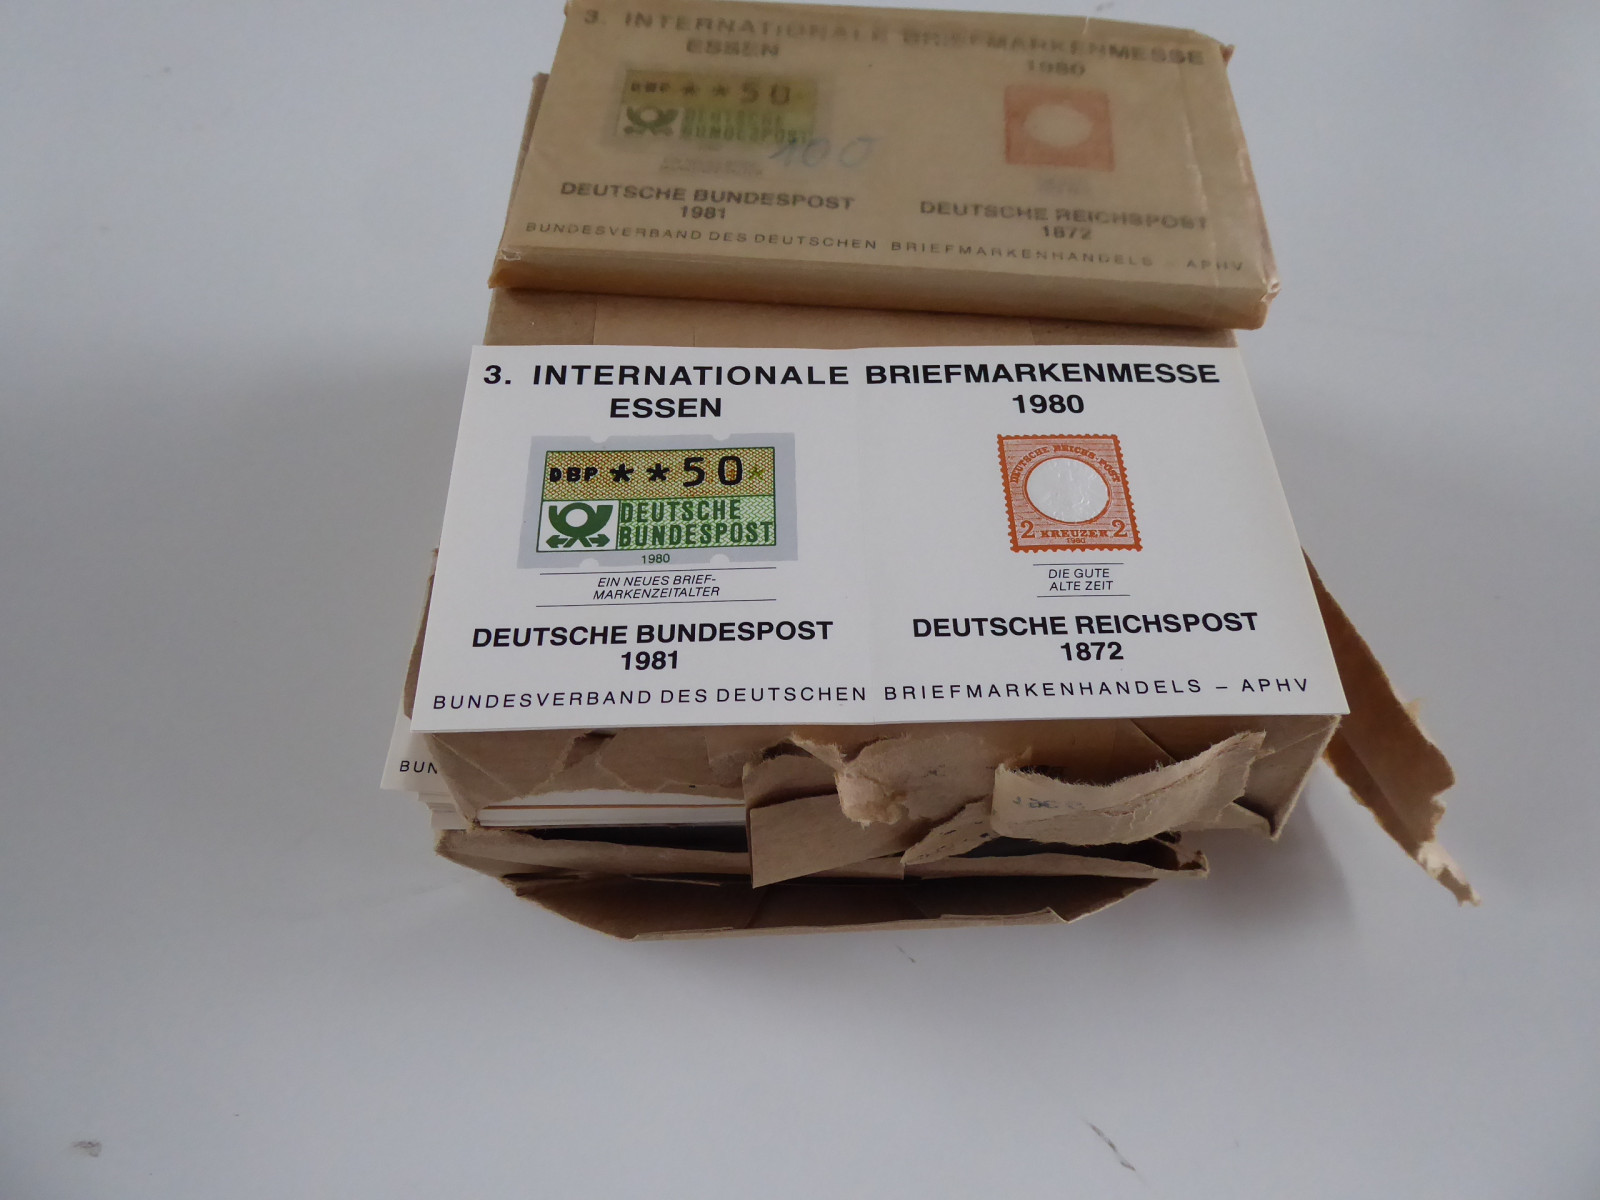 3. INTERNATIONALE BRIEFMARKENMESSE
ESSEN 1980
DBP **50
DEUTSCHE
BUNDESPOST
100
DEUTSCHE BUNDESPOST
1981
DEUTSCHE REICHSPOST
1872
BUNDESVERBAND DES DEUTSCHEN BRIEFMARKENHANDELS – APHV
3. INTERNATIONALE BRIEFMARKENMESSE
ESSEN 1980
DBP **50*
DEUTSCHE
BUNDESPOST
1980
EIN NEUES BRIEF-
MARKENZEITALTER
DEUTSCHE BUNDESPOST
1981
DEUTSCHE REICHS-POST
2 KREUZER 2
1980
DIE GUTE
ALTE ZEIT
DEUTSCHE REICHSPOST
1872
BUNDESVERBAND DES DEUTSCHEN BRIEFMARKENHANDELS – APHV
BUN